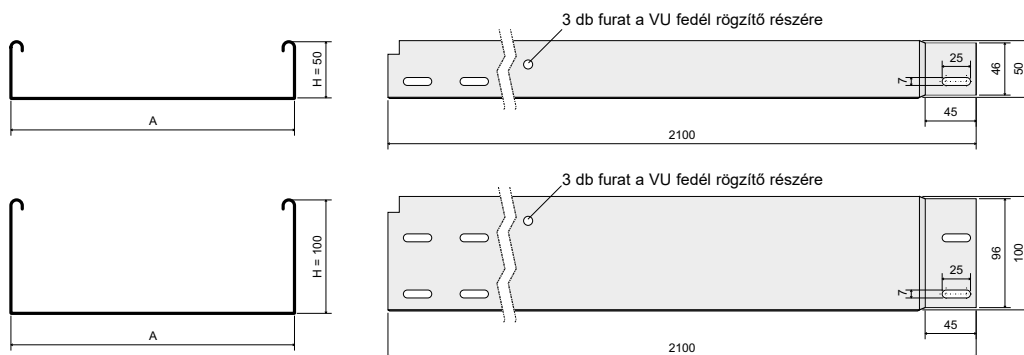 3 db furat a VU fedél rögzítő részére
H = 50
A
25
7
46
50
45
2100
3 db furat a VU fedél rögzítő részére
H = 100
A
25
7
96
100
45
2100